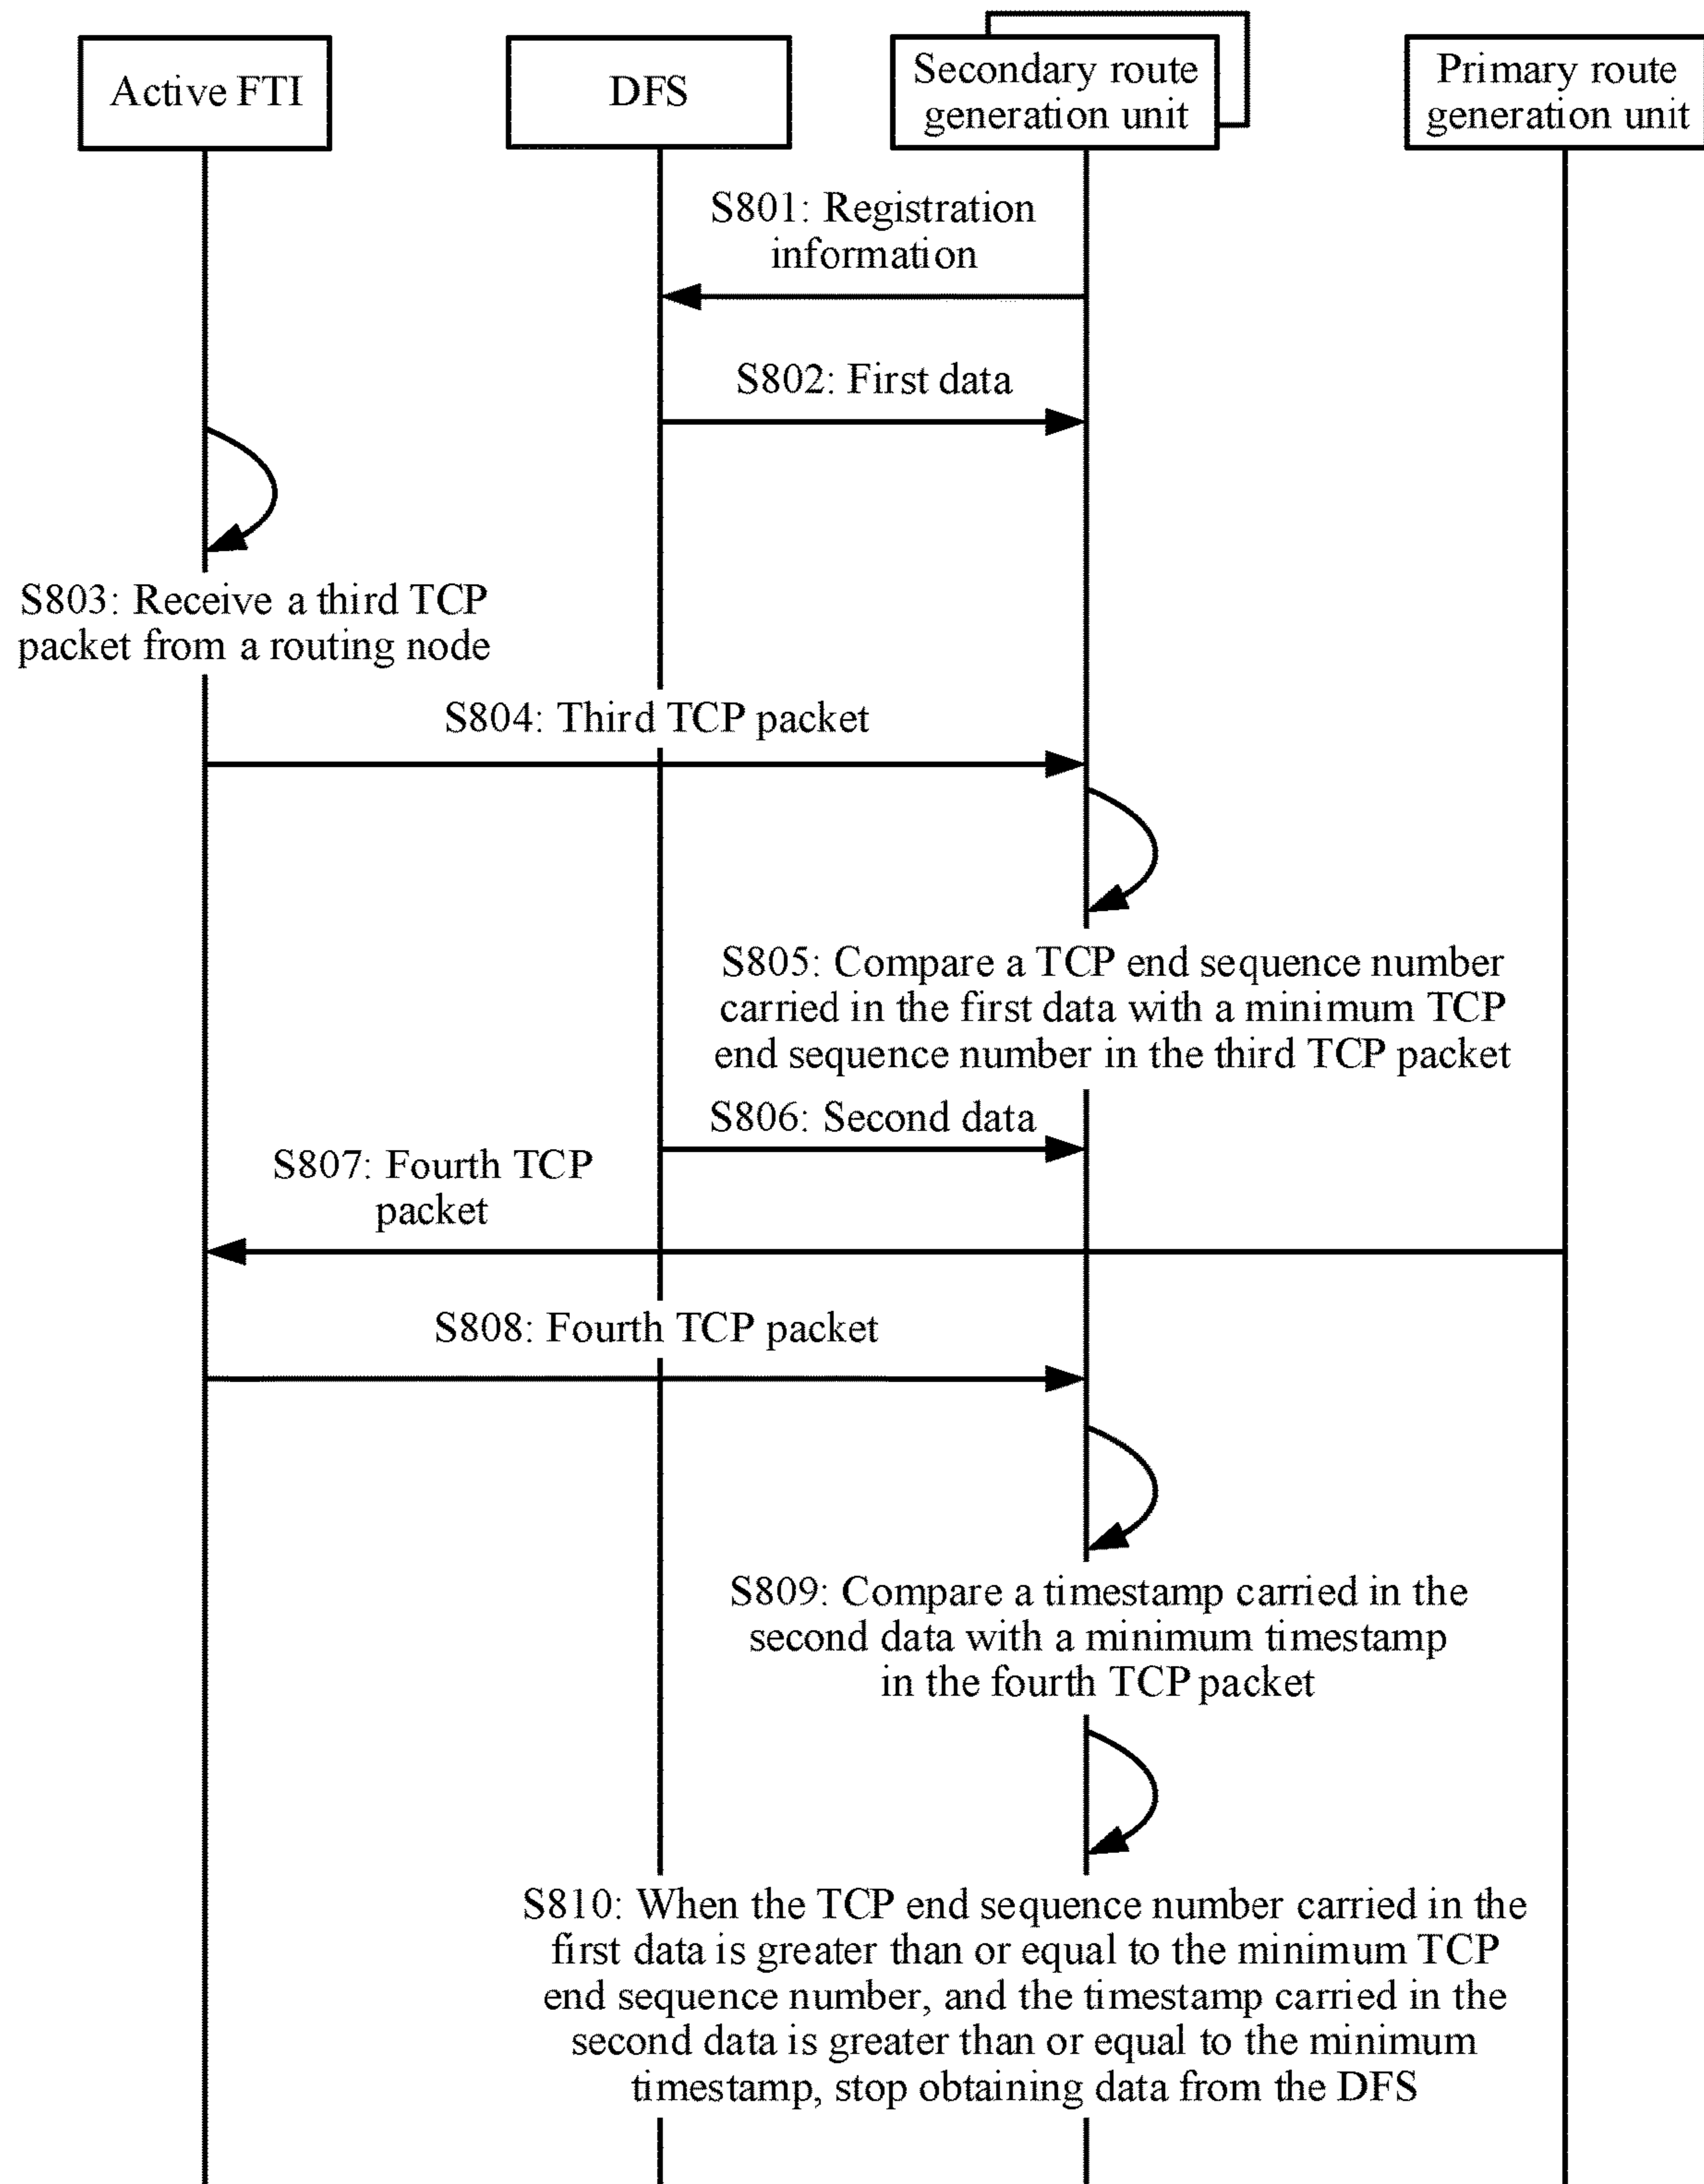 Active FTI
DFS
Secondary route
generation unit
Primary route
generation unit
S801: Registration
information
S802: First data
S803: Receive a third TCP
packet from a routing node
S804: Third TCP packet
S805: Compare a TCP end sequence number
carried in the first data with a minimum TCP
end sequence number in the third TCP packet
S806: Second data
S807: Fourth TCP
packet
S808: Fourth TCP packet
S809: Compare a timestamp carried in the
second data with a minimum timestamp
in the fourth TCP packet
S810: When the TCP end sequence number carried in the
first data is greater than or equal to the minimum TCP
end sequence number, and the timestamp carried in the
second data is greater than or equal to the minimum
timestamp, stop obtaining data from the DFS